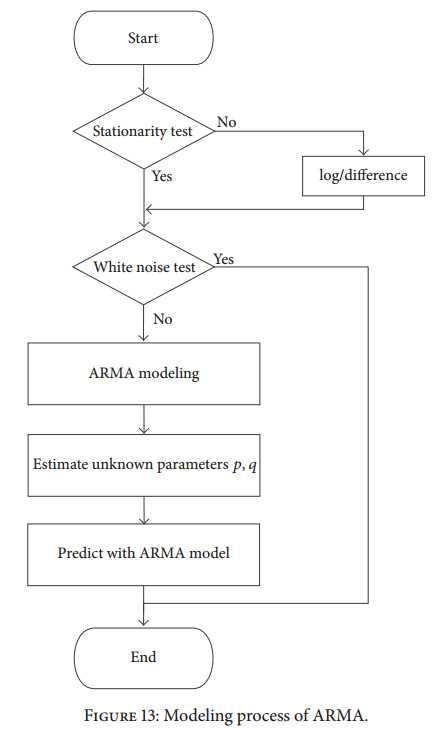 Start
Stationarity test
No
log/difference
Yes
White noise test
Yes
No
ARMA modeling
Estimate unknown parameters p, q
Predict with ARMA model
End
FIGURE 13: Modeling process of ARMA.